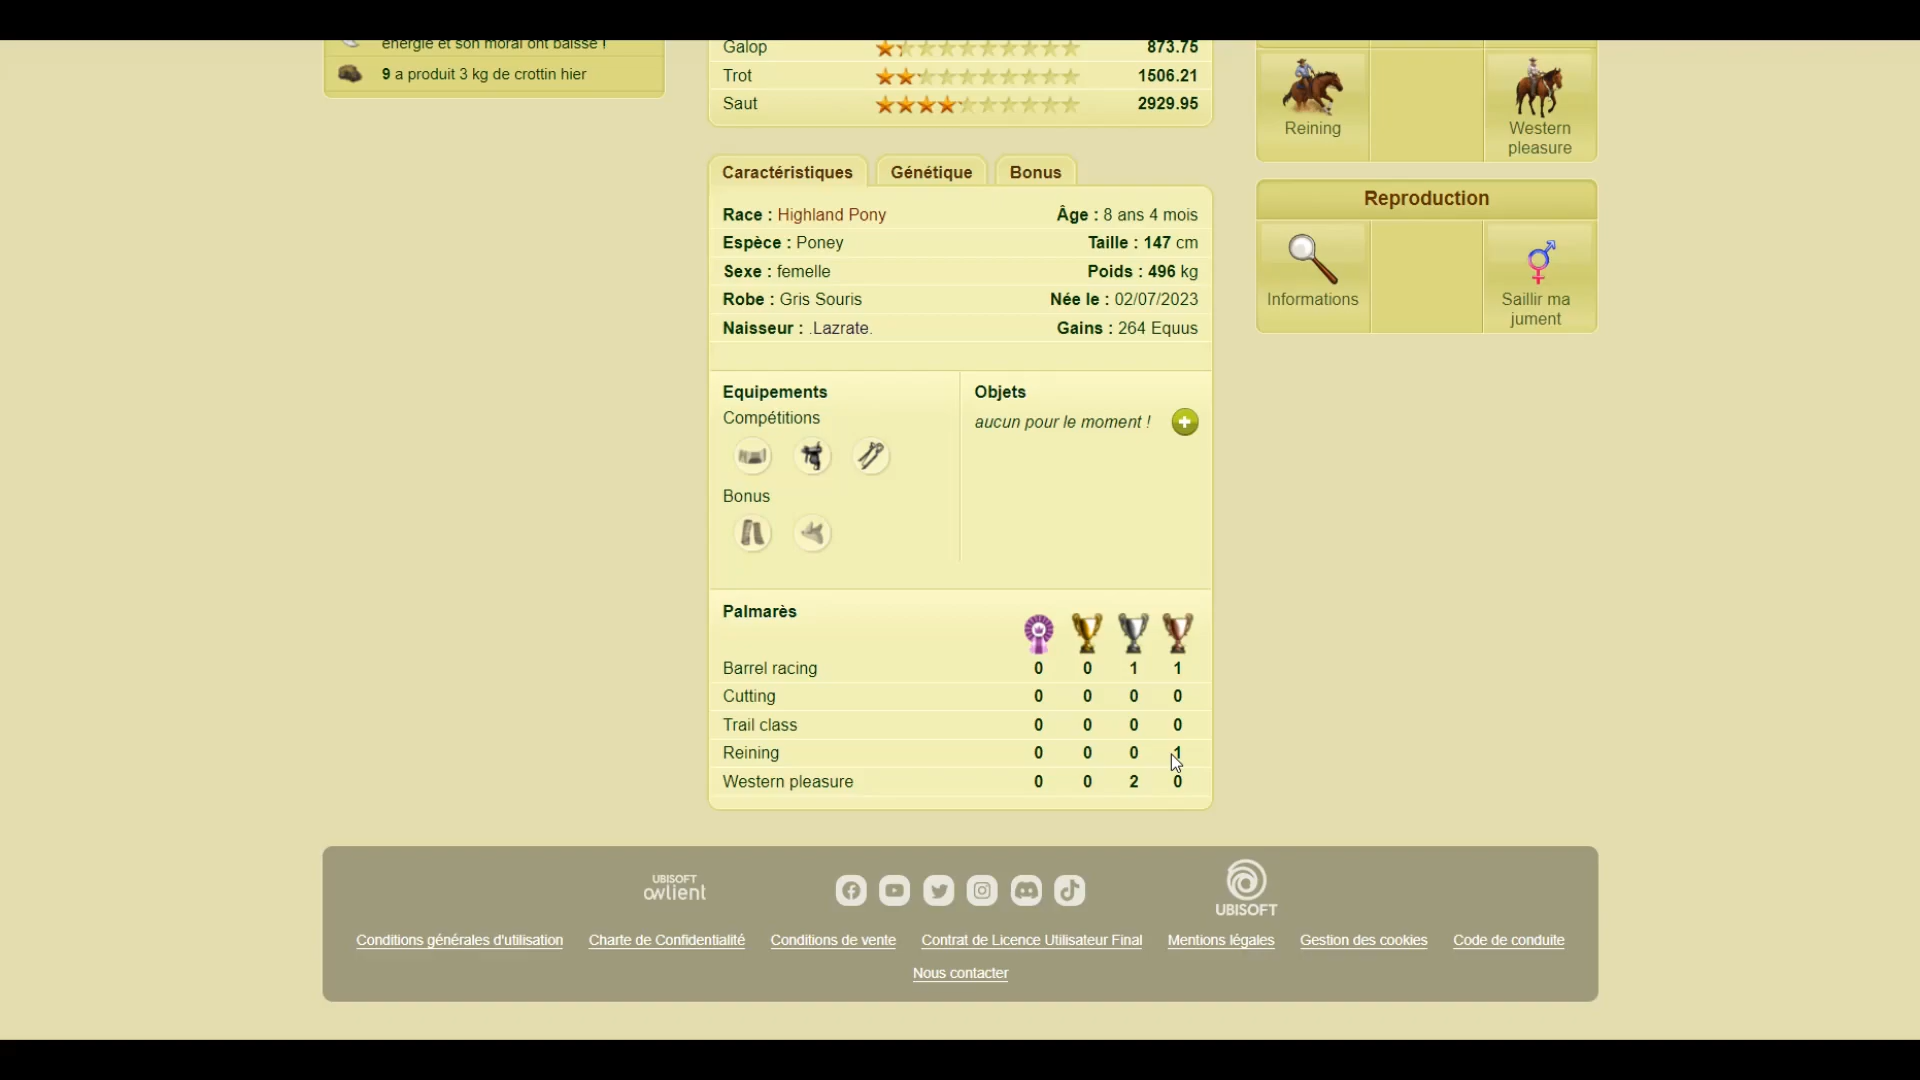 énergie et son moral ont baissé !
9 a produit 3 kg de crottin hier
Galop 873.75
Trot 1506.21
Saut 2929.95
Reining
Western
pleasure
Caractéristiques Génétique Bonus
Race : Highland Pony Âge : 8 ans 4 mois
Espèce : Poney Taille : 147 cm
Sexe : femelle Poids : 496 kg
Robe : Gris Souris Née le : 02/07/2023
Naisseur : .Lazrate. Gains : 264 Equus
Reproduction
Informations
Saillir ma
jument
Equipements
Compétitions
Bonus
Objets
aucun pour le moment !
Palmarès
Barrel racing 0 0 1 1
Cutting 0 0 0 0
Trail class 0 0 0 0
Reining 0 0 0 1
Western pleasure 0 0 2 0
UBISOFT
owlient
UBISOFT
Conditions générales d'utilisation Charte de Confidentialité Conditions de vente Contrat de Licence Utilisateur Final Mentions légales Gestion des cookies Code de conduite
Nous contacter